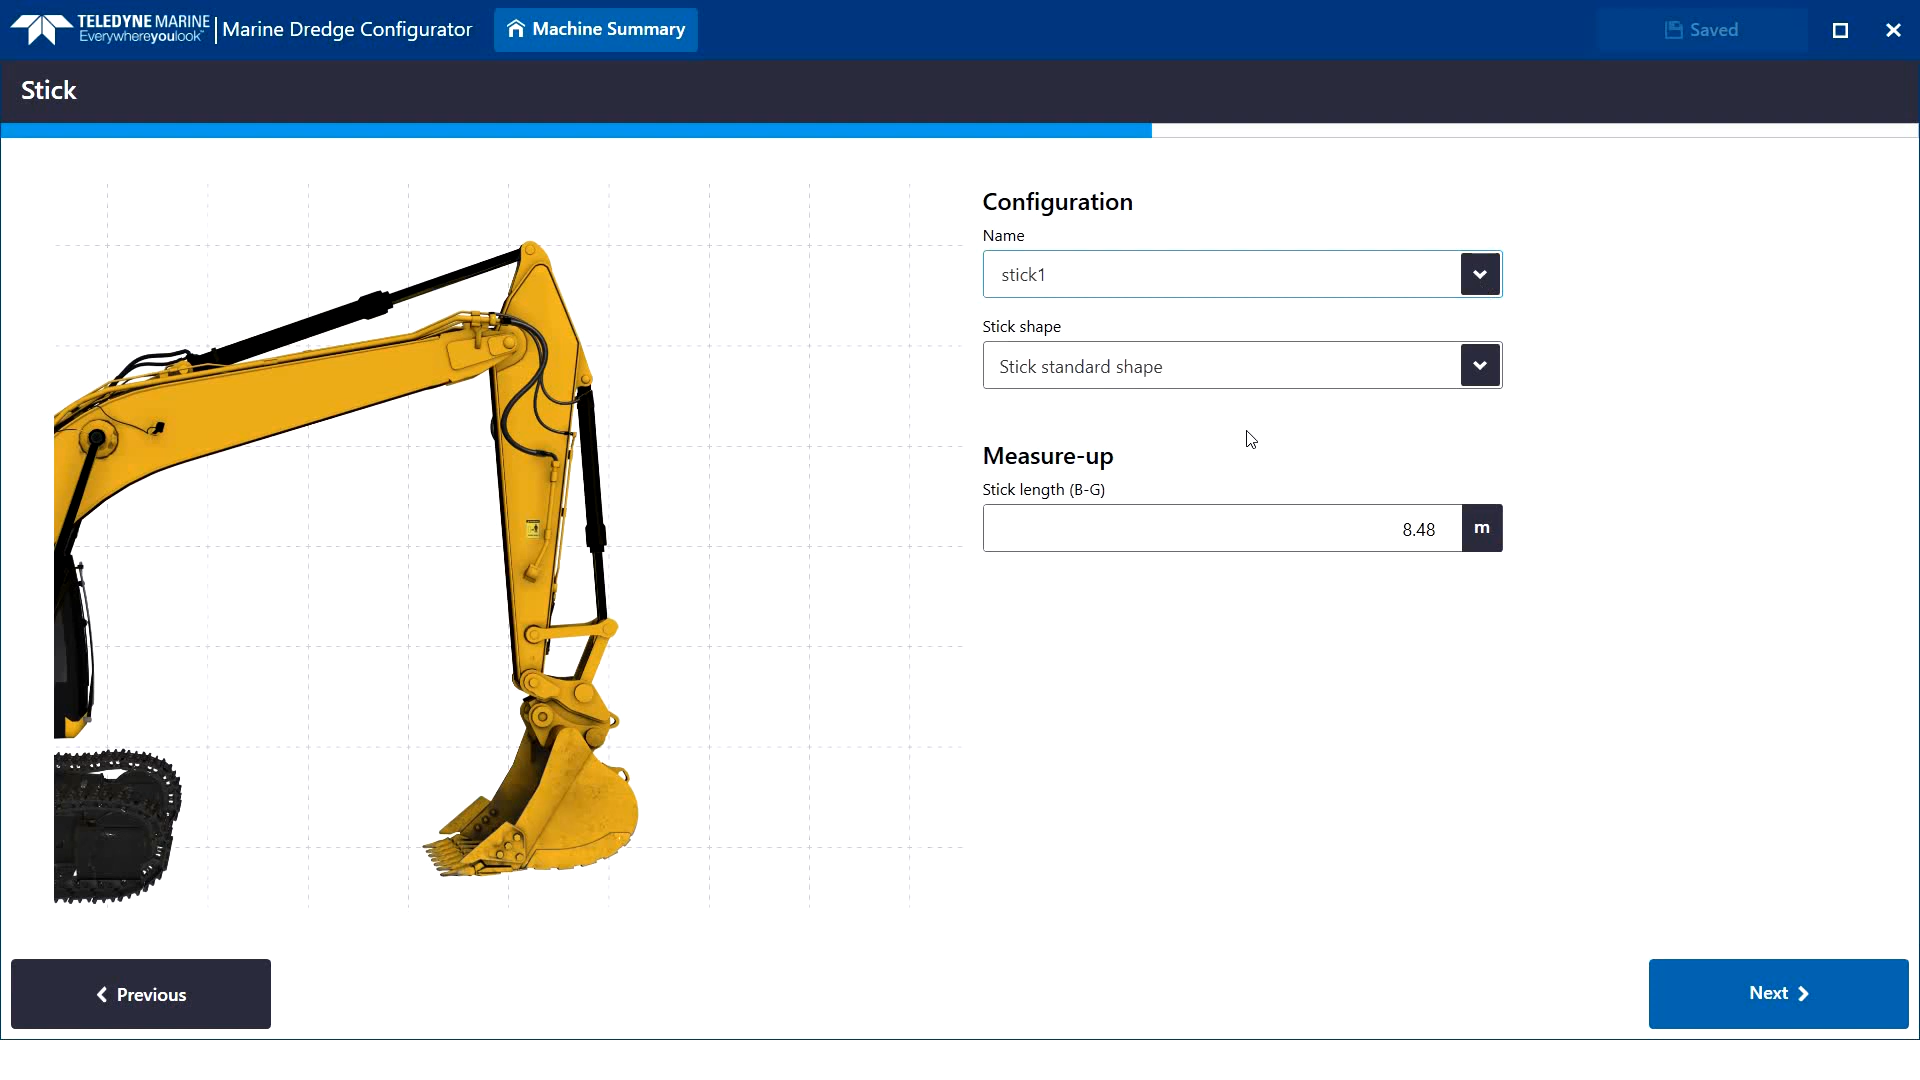 TELEDYNE MARINE
Everywhereyoulook™
Marine Dredge Configurator
Machine Summary
Saved
Stick
Configuration
Name
stick1
Stick shape
Stick standard shape
Measure-up
Stick length (B-G)
8.48
m
Previous
Next